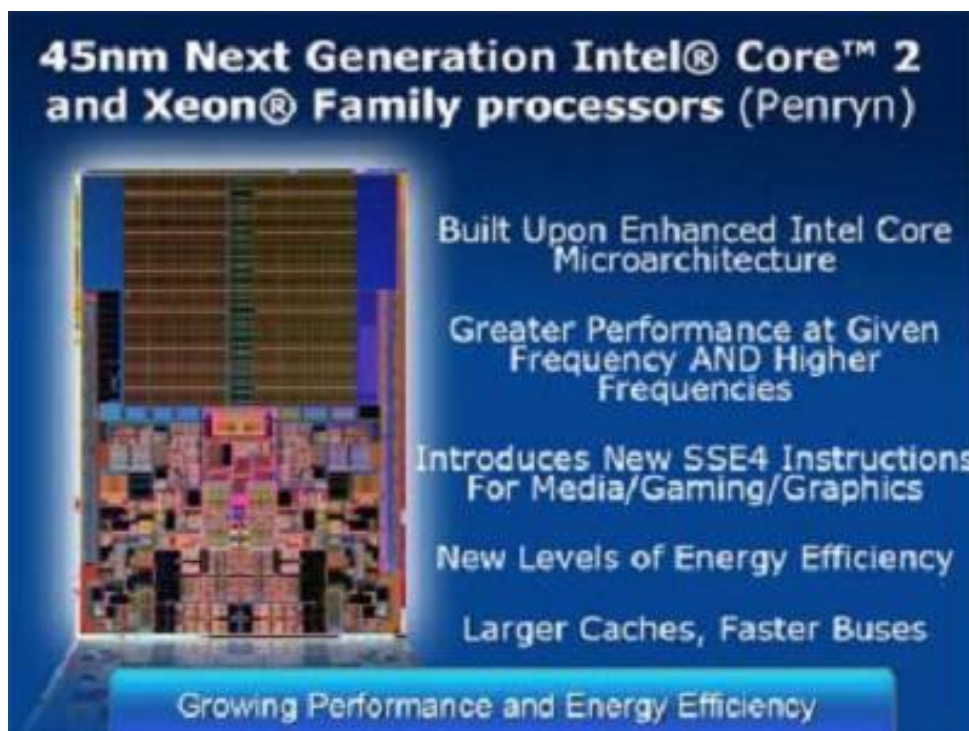 45nm Next Generation Intel® Core™ 2
and Xeon® Family processors (Penryn)
Built Upon Enhanced Intel Core
Microarchitecture
Greater Performance at Given
Frequency AND Higher
Frequencies
Introduces New SSE4 Instructions
For Media/Gaming/Graphics
New Levels of Energy Efficiency
Larger Caches, Faster Buses
Growing Performance and Energy Efficiency